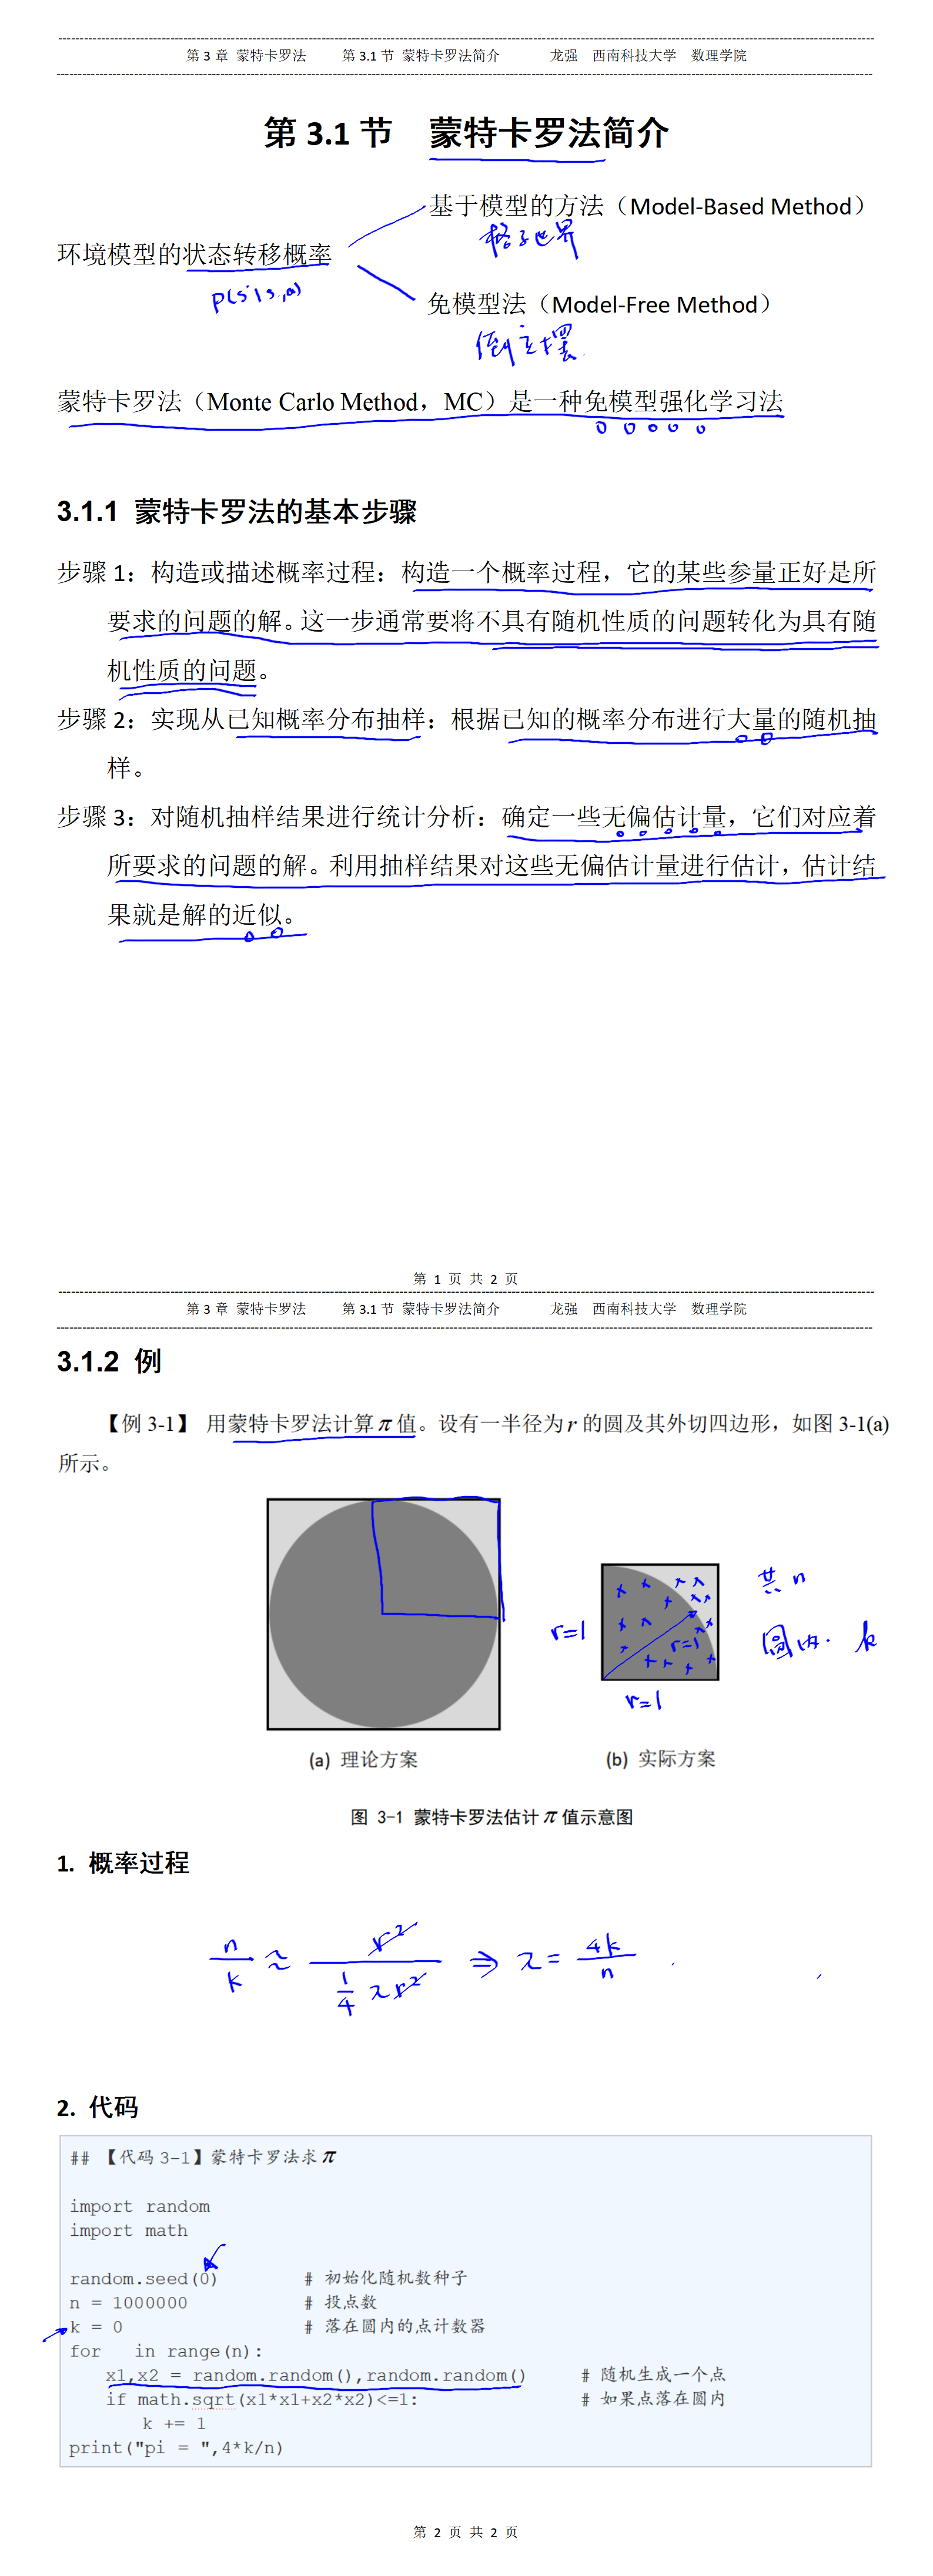 第 3 章 蒙特卡罗法 第 3.1 节 蒙特卡罗法简介 龙强 西南科技大学 数理学院
第 3.1 节 蒙特卡罗法简介
基于模型的方法（Model-Based Method）
格子世界
环境模型的状态转移概率
P(s'|s,a)
免模型法（Model-Free Method）
倒立摆
蒙特卡罗法（Monte Carlo Method，MC）是一种免模型强化学习法
3.1.1 蒙特卡罗法的基本步骤
步骤 1：构造或描述概率过程：构造一个概率过程，它的某些参量正好是所
要求的问题的解。这一步通常要将不具有随机性质的问题转化为具有随
机性质的问题。
步骤 2：实现从已知概率分布抽样：根据已知的概率分布进行大量的随机抽
样。
步骤 3：对随机抽样结果进行统计分析：确定一些无偏估计量，它们对应着
所要求的问题的解。利用抽样结果对这些无偏估计量进行估计，估计结
果就是解的近似。
第 1 页 共 2 页
第 3 章 蒙特卡罗法 第 3.1 节 蒙特卡罗法简介 龙强 西南科技大学 数理学院
3.1.2 例
【例 3-1】 用蒙特卡罗法计算 π 值。设有一半径为 r 的圆及其外切四边形，如图 3-1(a)
所示。
共 n
r=1
r=1
圆内. k
r=1
(a) 理论方案 (b) 实际方案
图 3-1 蒙特卡罗法估计 π 值示意图
1. 概率过程
n/k ≈ r²/(1/4 πr²) ⇒ π = 4k/n
2. 代码
## 【代码 3-1】蒙特卡罗法求 π
import random
import math
random.seed(0) # 初始化随机数种子
n = 1000000 # 投点数
k = 0 # 落在圆内的点计数器
for in range(n):
x1,x2 = random.random(),random.random() # 随机生成一个点
if math.sqrt(x1*x1+x2*x2)<=1: # 如果点落在圆内
k += 1
print("pi = ",4*k/n)
第 2 页 共 2 页